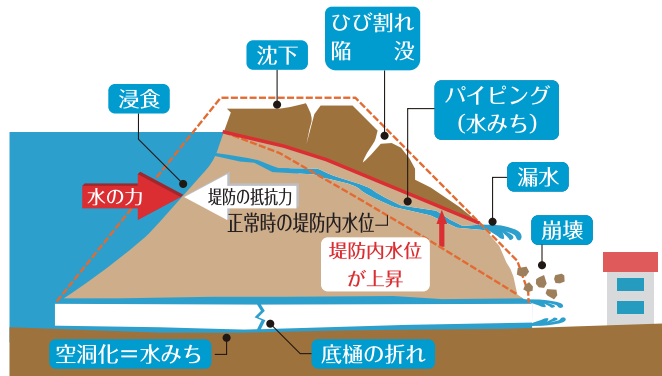 ひび割れ
陥 没
沈下
浸食
パイピング
(水みち)
漏水
水の力
堤防の抵抗力
正常時の堤防内水位
崩壊
堤防内水位
が上昇
空洞化=水みち
底樋の折れ